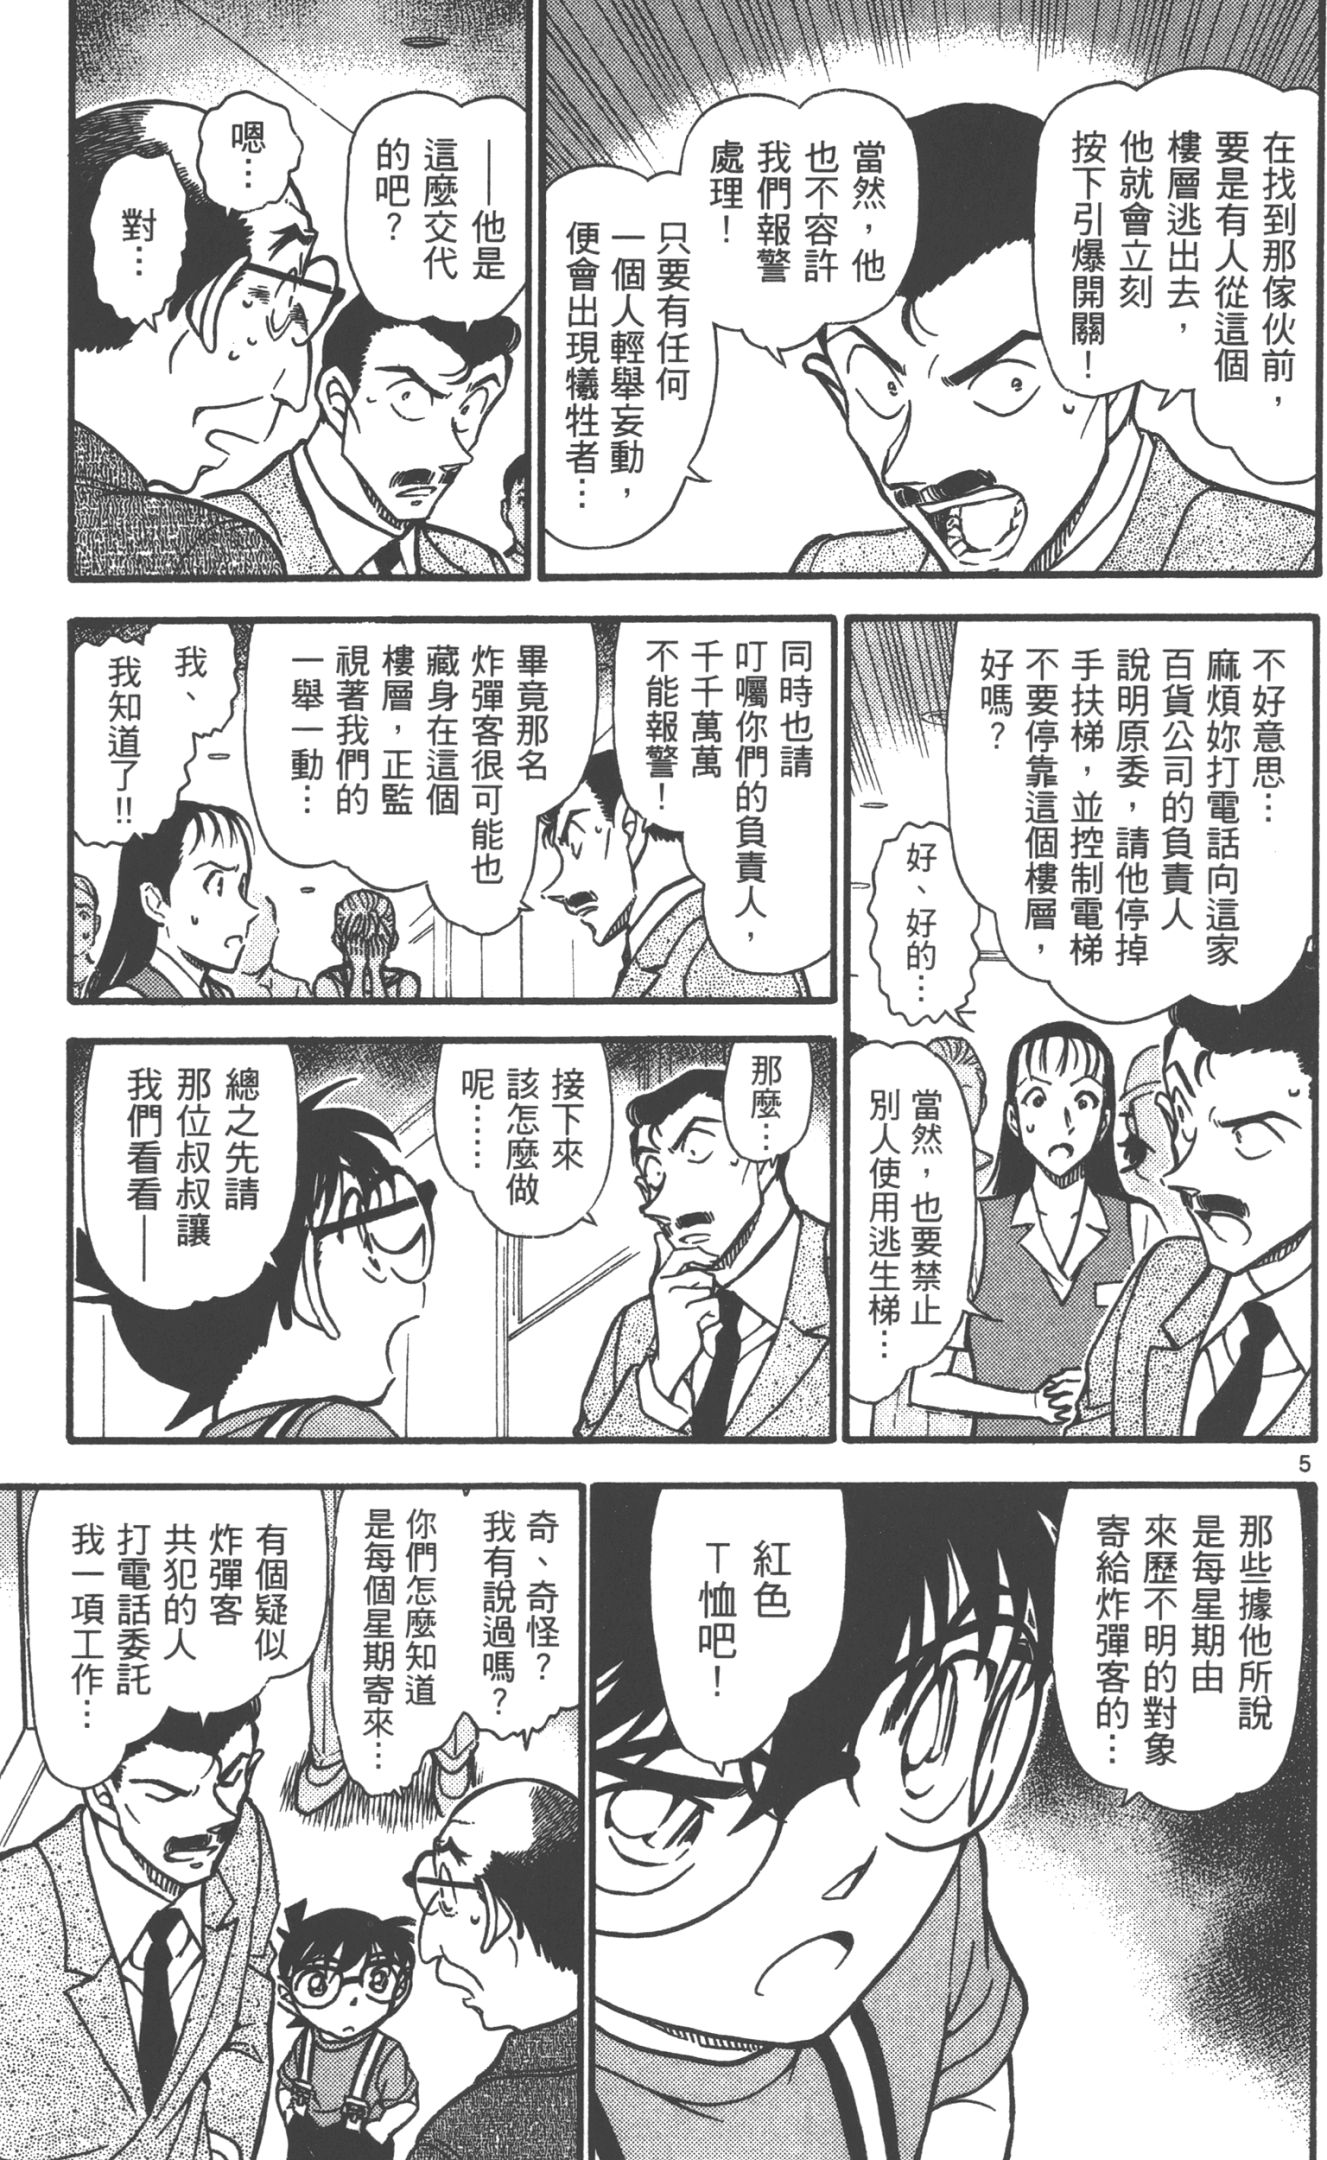 在找到那傢伙前，
要是有人從這個
樓層逃出去，
他就會立刻
按下引爆開關！
當然，他
也不容許
我們報警
處理！
只要有任何
一個人輕舉妄動，
便會出現犧牲者…
——他是
這麼交代
的吧？
嗯…
對…
不好意思…
麻煩妳打電話向這家
百貨公司的負責人
說明原委，請他停掉
手扶梯，並控制電梯
不要停靠這個樓層，
好嗎？
好、好的…
當然，也要禁止
別人使用逃生梯…
同時也請
叮囑你們的負責人，
千千萬萬
不能報警！
畢竟那名
炸彈客很可能也
藏身在這個
樓層，正監
視著我們的
一舉一動…
我、
我知道了!!
那麼…
接下來
該怎麼做
呢……
總之先請
那位叔叔讓
我們看看——
5
那些據他所說
是每星期由
來歷不明的對象
寄給炸彈客的…
紅色
T恤吧！
奇、奇怪？
我有說過嗎？
你們怎麼知道
是每個星期寄來…
有個疑似
炸彈客
共犯的人
打電話委託
我一項工作…